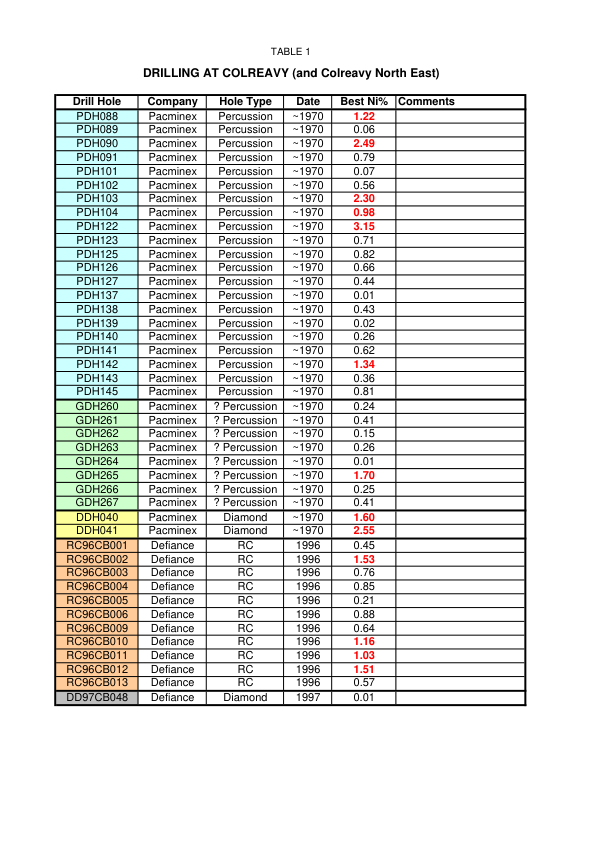 TABLE 1
DRILLING AT COLREAVY (and Colreavy North East)
Drill Hole Company Hole Type Date Best Ni% Comments
PDH088 Pacminex Percussion ~1970 1.22
PDH089 Pacminex Percussion ~1970 0.06
PDH090 Pacminex Percussion ~1970 2.49
PDH091 Pacminex Percussion ~1970 0.79
PDH101 Pacminex Percussion ~1970 0.07
PDH102 Pacminex Percussion ~1970 0.56
PDH103 Pacminex Percussion ~1970 2.30
PDH104 Pacminex Percussion ~1970 0.98
PDH122 Pacminex Percussion ~1970 3.15
PDH123 Pacminex Percussion ~1970 0.71
PDH125 Pacminex Percussion ~1970 0.82
PDH126 Pacminex Percussion ~1970 0.66
PDH127 Pacminex Percussion ~1970 0.44
PDH137 Pacminex Percussion ~1970 0.01
PDH138 Pacminex Percussion ~1970 0.43
PDH139 Pacminex Percussion ~1970 0.02
PDH140 Pacminex Percussion ~1970 0.26
PDH141 Pacminex Percussion ~1970 0.62
PDH142 Pacminex Percussion ~1970 1.34
PDH143 Pacminex Percussion ~1970 0.36
PDH145 Pacminex Percussion ~1970 0.81
GDH260 Pacminex ? Percussion ~1970 0.24
GDH261 Pacminex ? Percussion ~1970 0.41
GDH262 Pacminex ? Percussion ~1970 0.15
GDH263 Pacminex ? Percussion ~1970 0.26
GDH264 Pacminex ? Percussion ~1970 0.01
GDH265 Pacminex ? Percussion ~1970 1.70
GDH266 Pacminex ? Percussion ~1970 0.25
GDH267 Pacminex ? Percussion ~1970 0.41
DDH040 Pacminex Diamond ~1970 1.60
DDH041 Pacminex Diamond ~1970 2.55
RC96CB001 Defiance RC 1996 0.45
RC96CB002 Defiance RC 1996 1.53
RC96CB003 Defiance RC 1996 0.76
RC96CB004 Defiance RC 1996 0.85
RC96CB005 Defiance RC 1996 0.21
RC96CB006 Defiance RC 1996 0.88
RC96CB009 Defiance RC 1996 0.64
RC96CB010 Defiance RC 1996 1.16
RC96CB011 Defiance RC 1996 1.03
RC96CB012 Defiance RC 1996 1.51
RC96CB013 Defiance RC 1996 0.57
DD97CB048 Defiance Diamond 1997 0.01